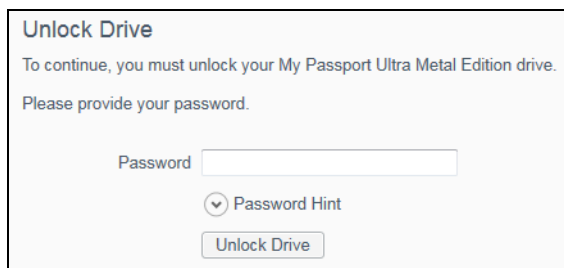 Unlock Drive
To continue, you must unlock your My Passport Ultra Metal Edition drive.
Please provide your password.
Password
Password Hint
Unlock Drive